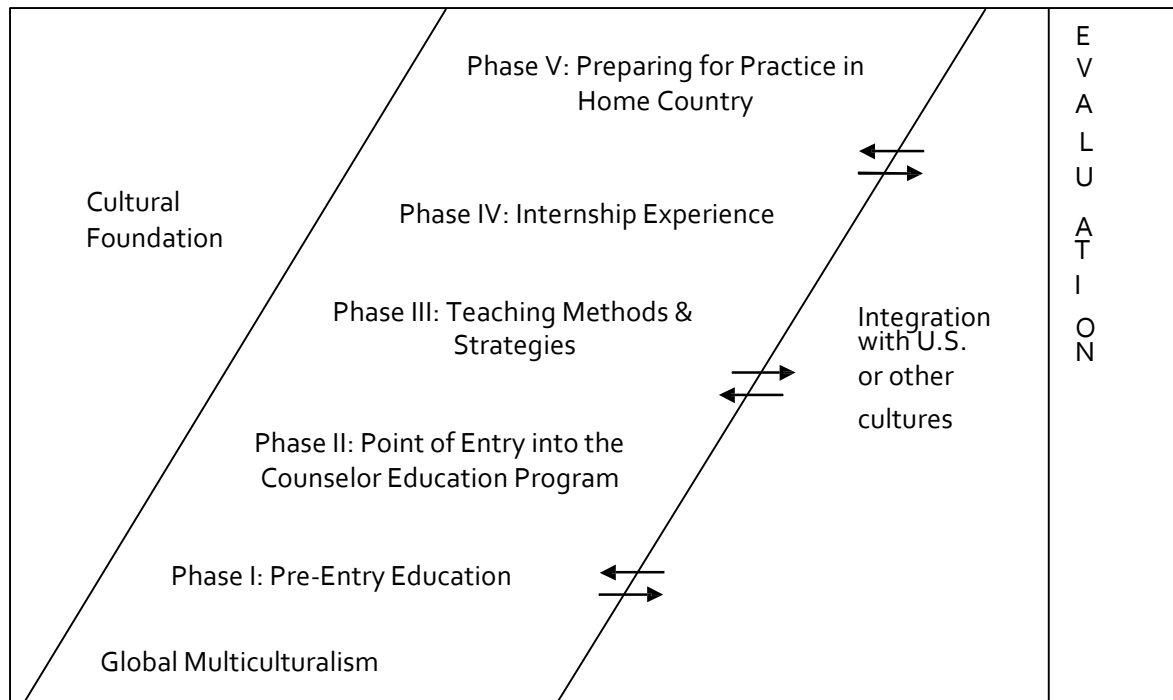 Phase V: Preparing for Practice in
Home Country
Cultural
Foundation
Phase IV: Internship Experience
Phase III: Teaching Methods &
Strategies
Phase II: Point of Entry into the
Counselor Education Program
Phase I: Pre-Entry Education
Global Multiculturalism
Integration
with U.S.
or other
cultures
E
V
A
L
U
A
T
I
O
N